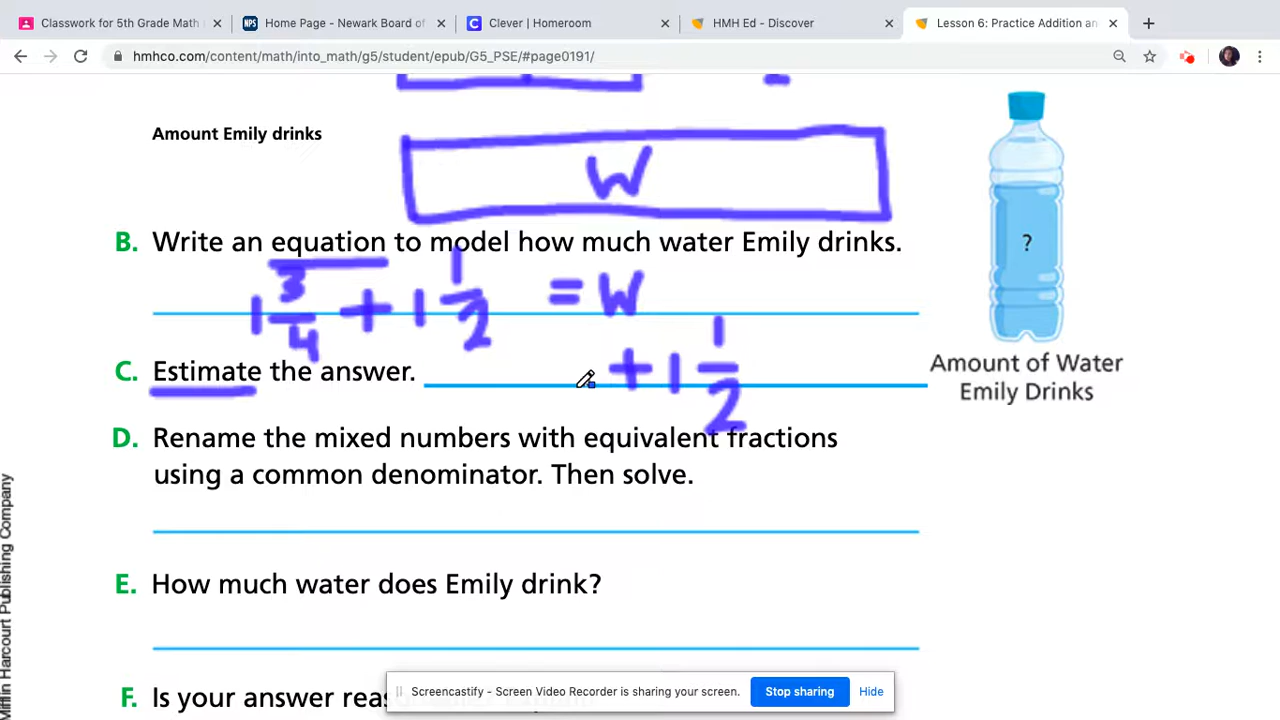 Classwork for 5th Grade Math
Home Page - Newark Board of
Clever | Homeroom
HMH Ed - Discover
Lesson 6: Practice Addition an
hmhco.com/content/math/into_math/g5/student/epub/G5_PSE/#page0191/
Amount Emily drinks
W
B. Write an equation to model how much water Emily drinks.
1 3/4 + 1 1/2 = W
?
Amount of Water
Emily Drinks
C. Estimate the answer.
+ 1 1/2
D. Rename the mixed numbers with equivalent fractions
using a common denominator. Then solve.
E. How much water does Emily drink?
F. Is your answer
Mifflin Harcourt Publishing Company
Screencastify - Screen Video Recorder is sharing your screen.
Stop sharing
Hide